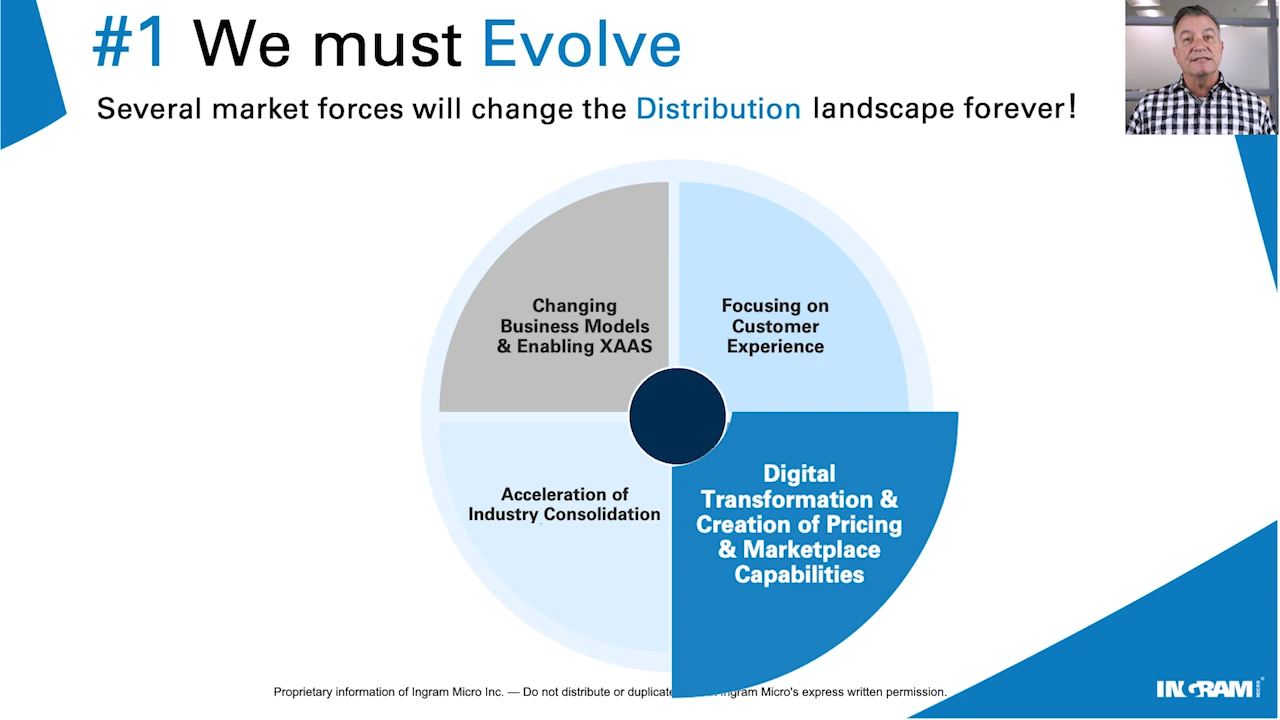 #1 We must Evolve
Several market forces will change the Distribution landscape forever!
Changing
Business Models
& Enabling XAAS
Focusing on
Customer
Experience
Acceleration of
Industry Consolidation
Digital
Transformation &
Creation of Pricing
& Marketplace
Capabilities
Proprietary information of Ingram Micro Inc. — Do not distribute or duplicate Ingram Micro's express written permission.
INGRAM MICRO®